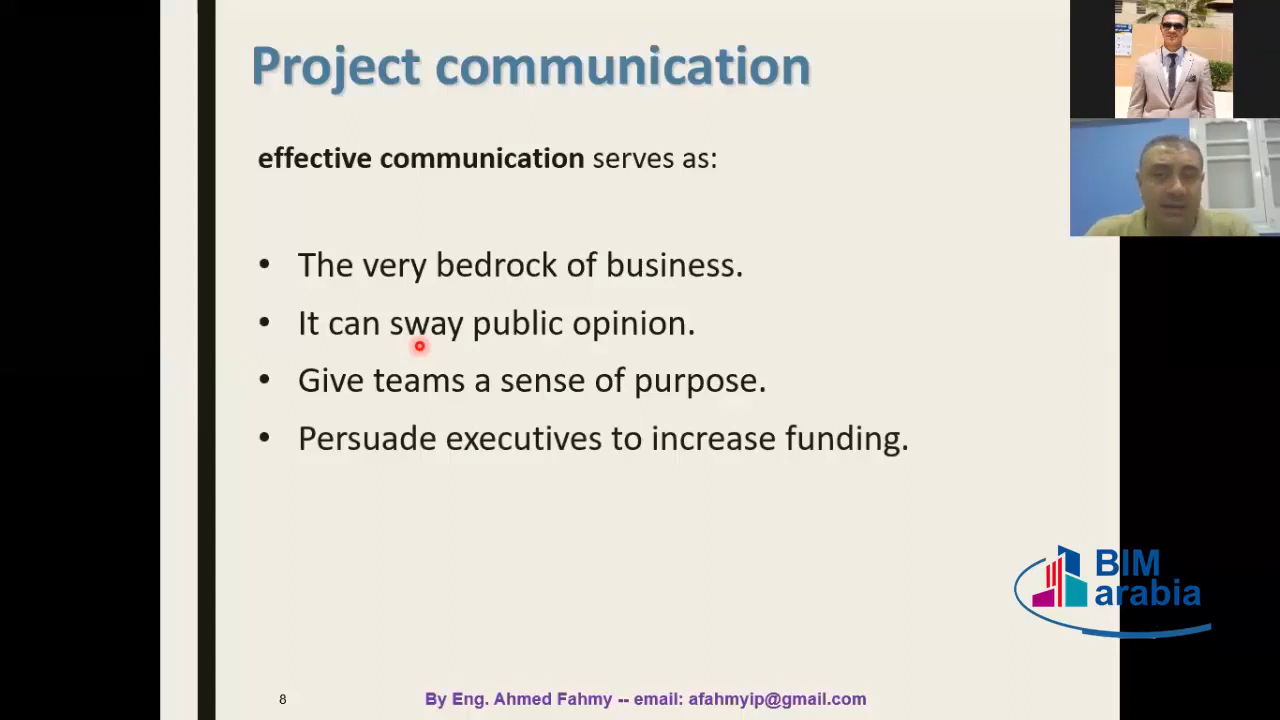 Project communication
effective communication serves as:
• The very bedrock of business.
• It can sway public opinion.
• Give teams a sense of purpose.
• Persuade executives to increase funding.
BIM
arabia
8
By Eng. Ahmed Fahmy -- email: afahmyip@gmail.com